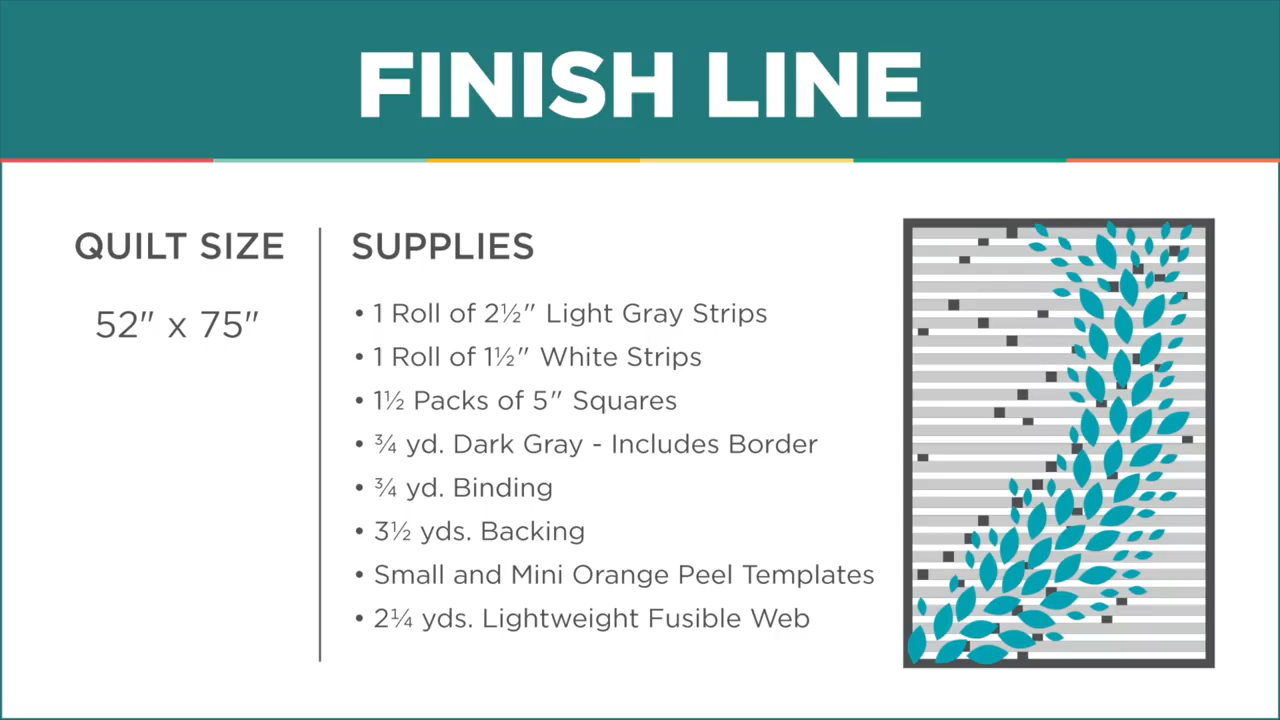 FINISH LINE
QUILT SIZE
52" x 75"
SUPPLIES
• 1 Roll of 2½" Light Gray Strips
• 1 Roll of 1½" White Strips
• 1½ Packs of 5" Squares
• ¾ yd. Dark Gray - Includes Border
• ¾ yd. Binding
• 3½ yds. Backing
• Small and Mini Orange Peel Templates
• 2¼ yds. Lightweight Fusible Web